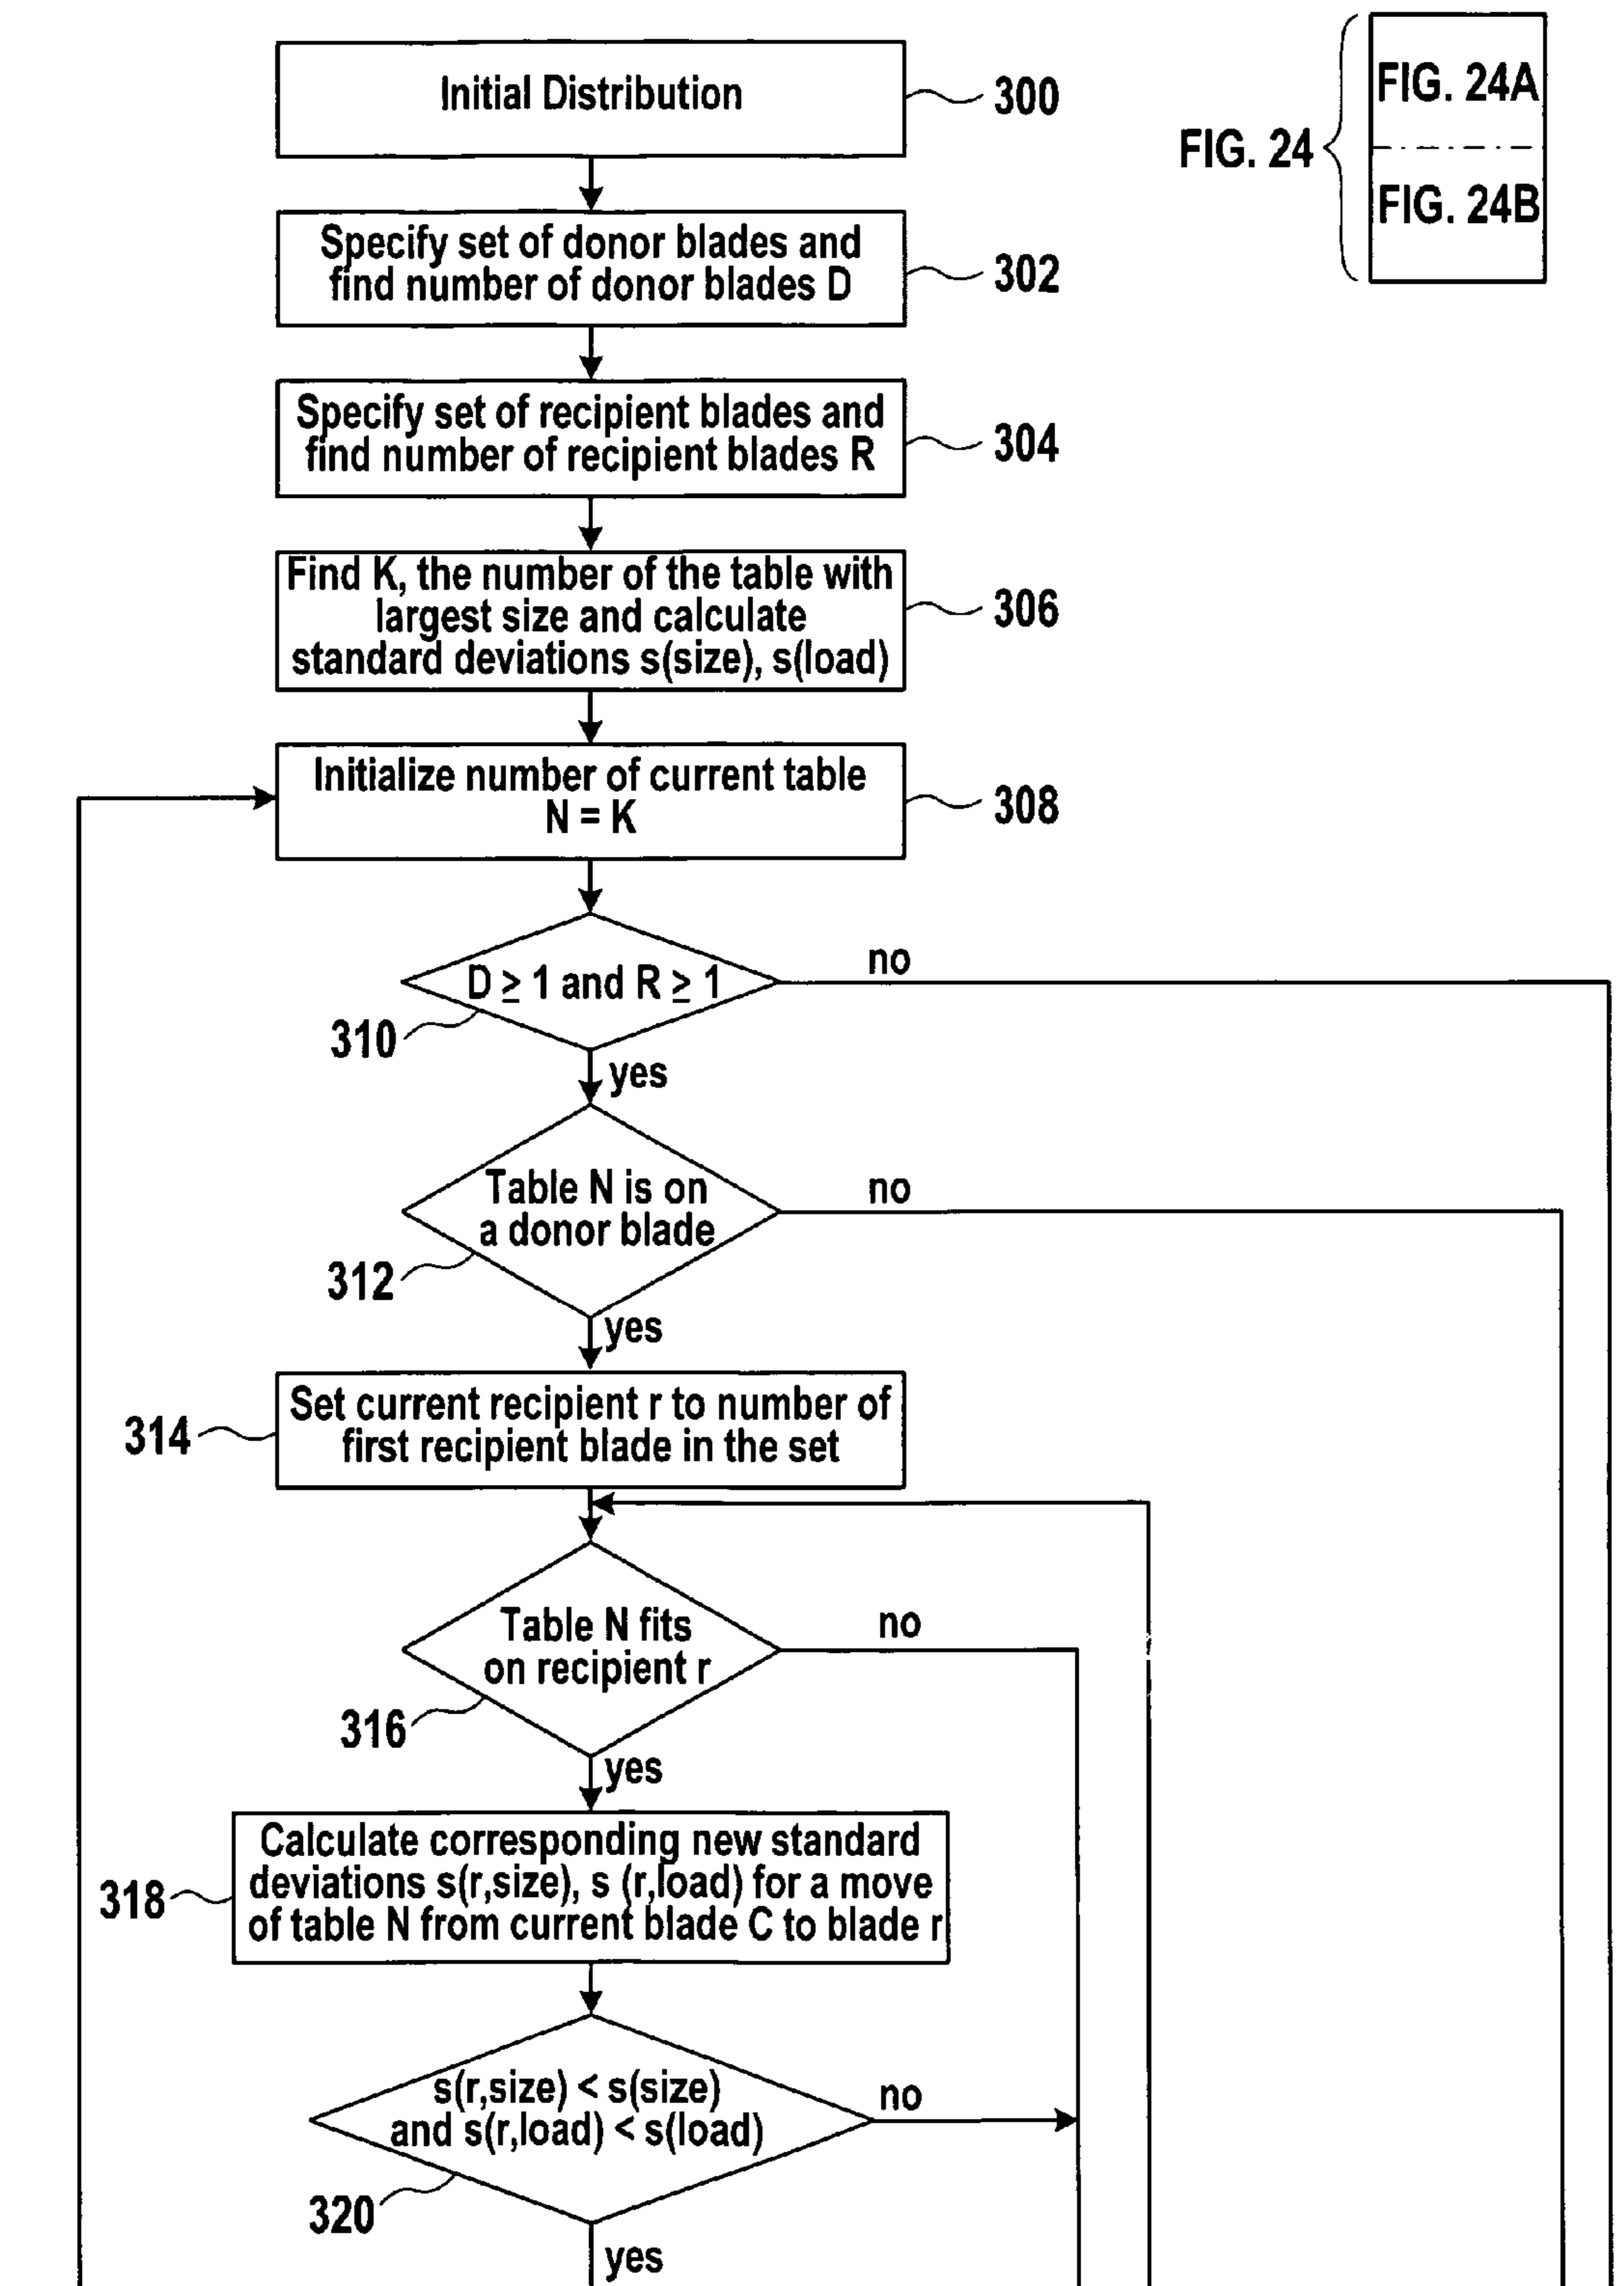 Initial Distribution
300
FIG. 24
FIG. 24A
FIG. 24B
Specify set of donor blades and
find number of donor blades D
302
Specify set of recipient blades and
find number of recipient blades R
304
Find K, the number of the table with
largest size and calculate
standard deviations s(size), s(load)
306
Initialize number of current table
N = K
308
D ≥ 1 and R ≥ 1
no
310
yes
Table N is on
a donor blade
no
312
yes
Set current recipient r to number of
first recipient blade in the set
314
Table N fits
on recipient r
no
316
yes
Calculate corresponding new standard
deviations s(r,size), s (r,load) for a move
of table N from current blade C to blade r
318
s(r,size) < s(size)
and s(r,load) < s(load)
no
320
yes